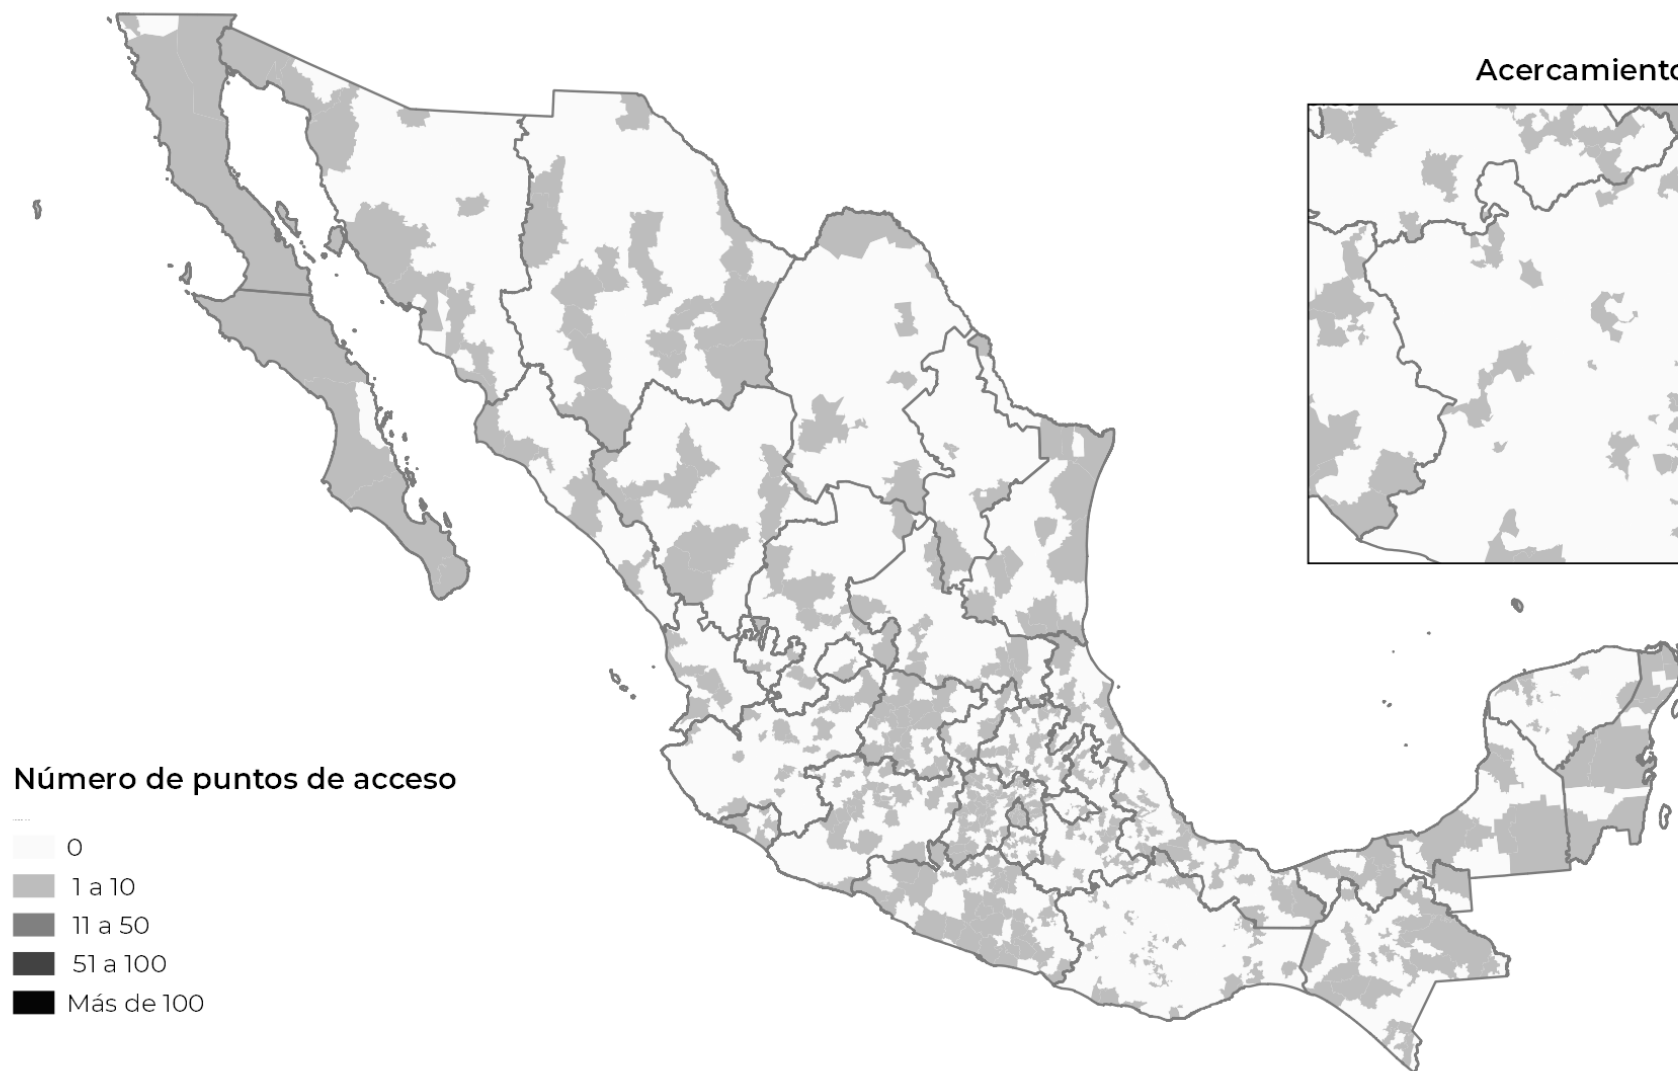 Acercamiento
Número de puntos de acceso
0
1 a 10
11 a 50
51 a 100
Más de 100